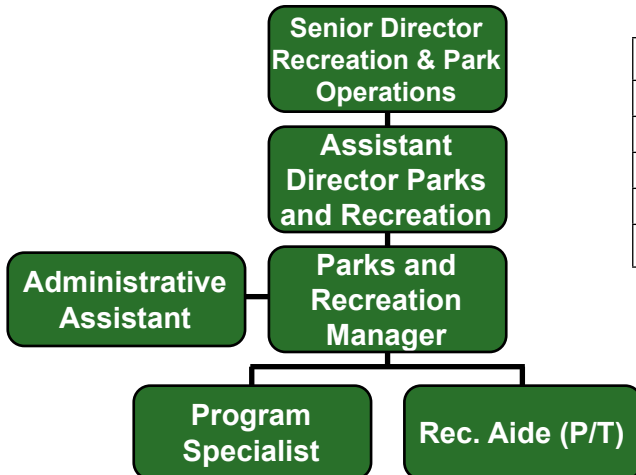 Senior Director
Recreation & Park
Operations
Assistant
Director Parks
and Recreation
Administrative
Assistant
Parks and
Recreation
Manager
Program
Specialist
Rec. Aide (P/T)